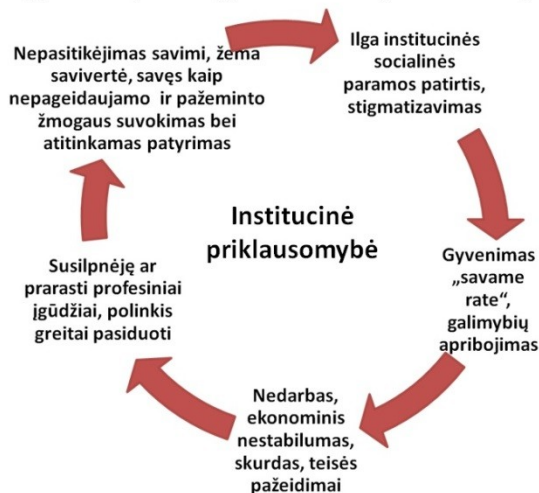 Nepasitikėjimas savimi, žema
savivertė, savęs kaip
nepageidaujamo ir pažeminto
žmogaus suvokimas bei
atitinkamas patyrimas
Ilga institucinės
socialinės
paramos patirtis,
stigmatizavimas
Institucinė
priklausomybė
Gyvenimas
„savame
rate“,
galimybių
apribojimas
Susilpnėję ar
prarasti profesiniai
įgūdžiai, polinkis
greitai pasiduoti
Nedarbas,
ekonominis
nestabilumas,
skurdas, teisės
pažeidimai